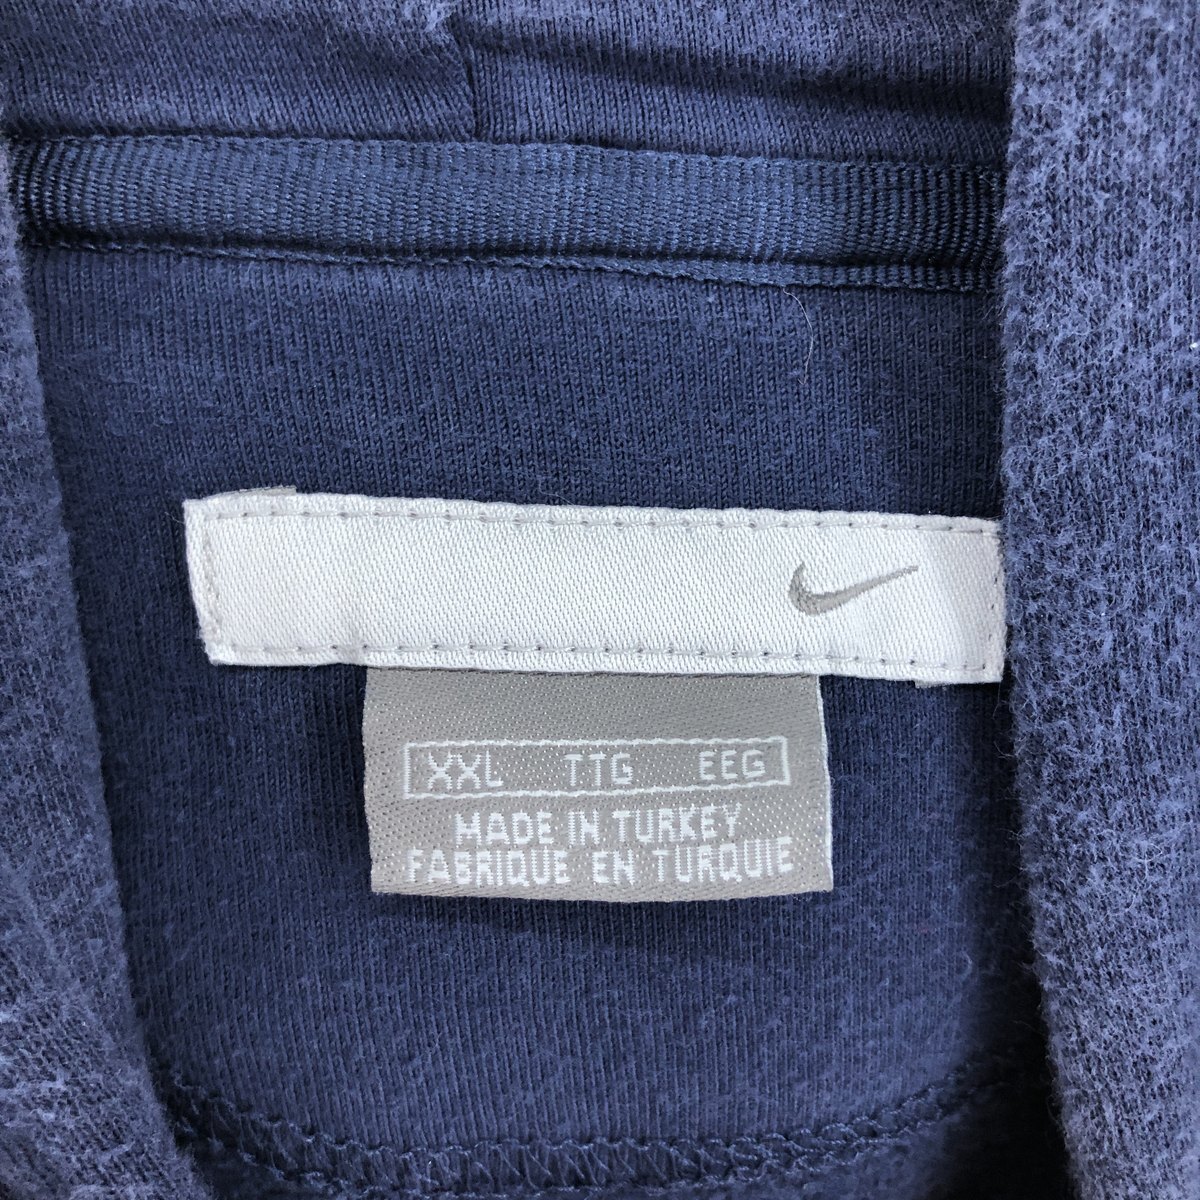 XXL TTG EEG
MADE IN TURKEY
FABRIQUE EN TURQUIE